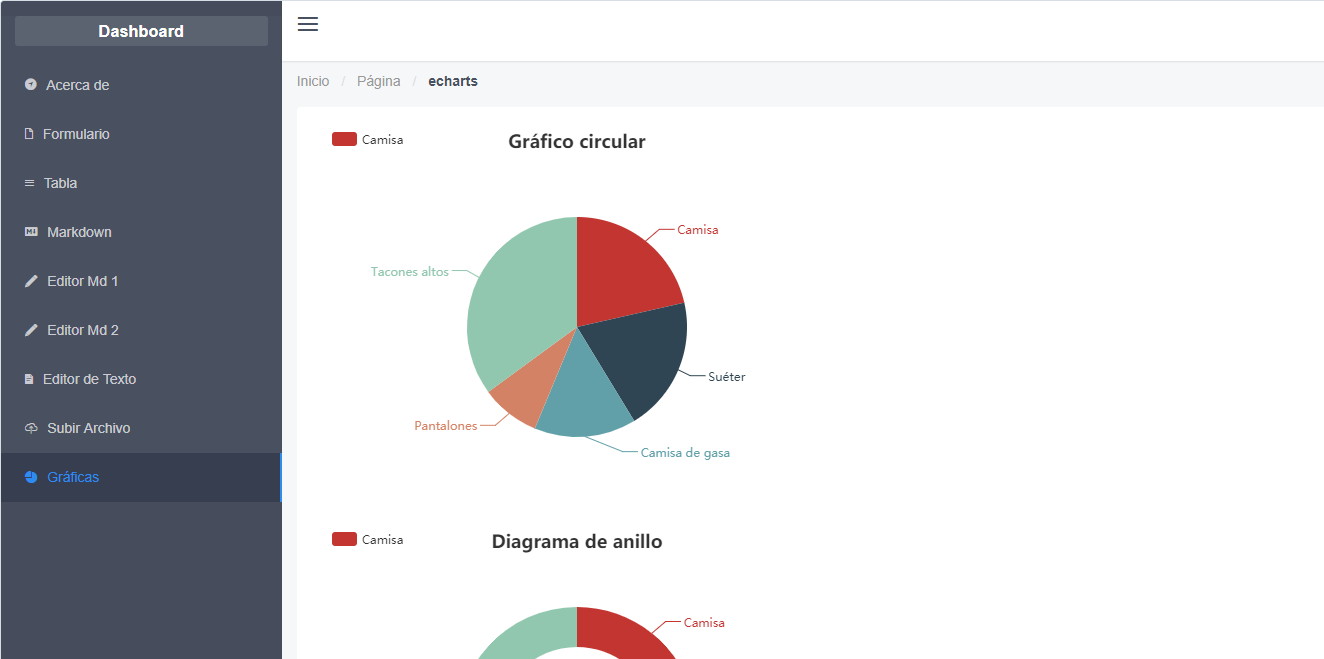 Dashboard
Acerca de
Formulario
Tabla
Markdown
Editor Md 1
Editor Md 2
Editor de Texto
Subir Archivo
Gráficas
Inicio / Página / echarts
Camisa
Gráfico circular
Camisa
Tacones altos
Suéter
Pantalones
Camisa de gasa
Camisa
Diagrama de anillo
Camisa